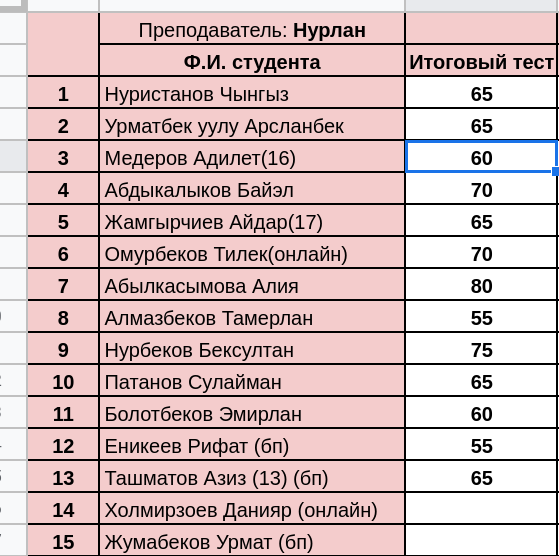 Преподаватель: Нурлан
Ф.И. студента Итоговый тест
1 Нуристанов Чынгыз 65
2 Урматбек уулу Арсланбек 65
3 Медеров Адилет(16) 60
4 Абдыкалыков Байэл 70
5 Жамгырчиев Айдар(17) 65
6 Омурбеков Тилек(онлайн) 70
7 Абылкасымова Алия 80
8 Алмазбеков Тамерлан 55
9 Нурбеков Бексултан 75
10 Патанов Сулайман 65
11 Болотбеков Эмирлан 60
12 Еникеев Рифат (бп) 55
13 Ташматов Азиз (13) (бп) 65
14 Холмирзоев Данияр (онлайн)
15 Жумабеков Урмат (бп)